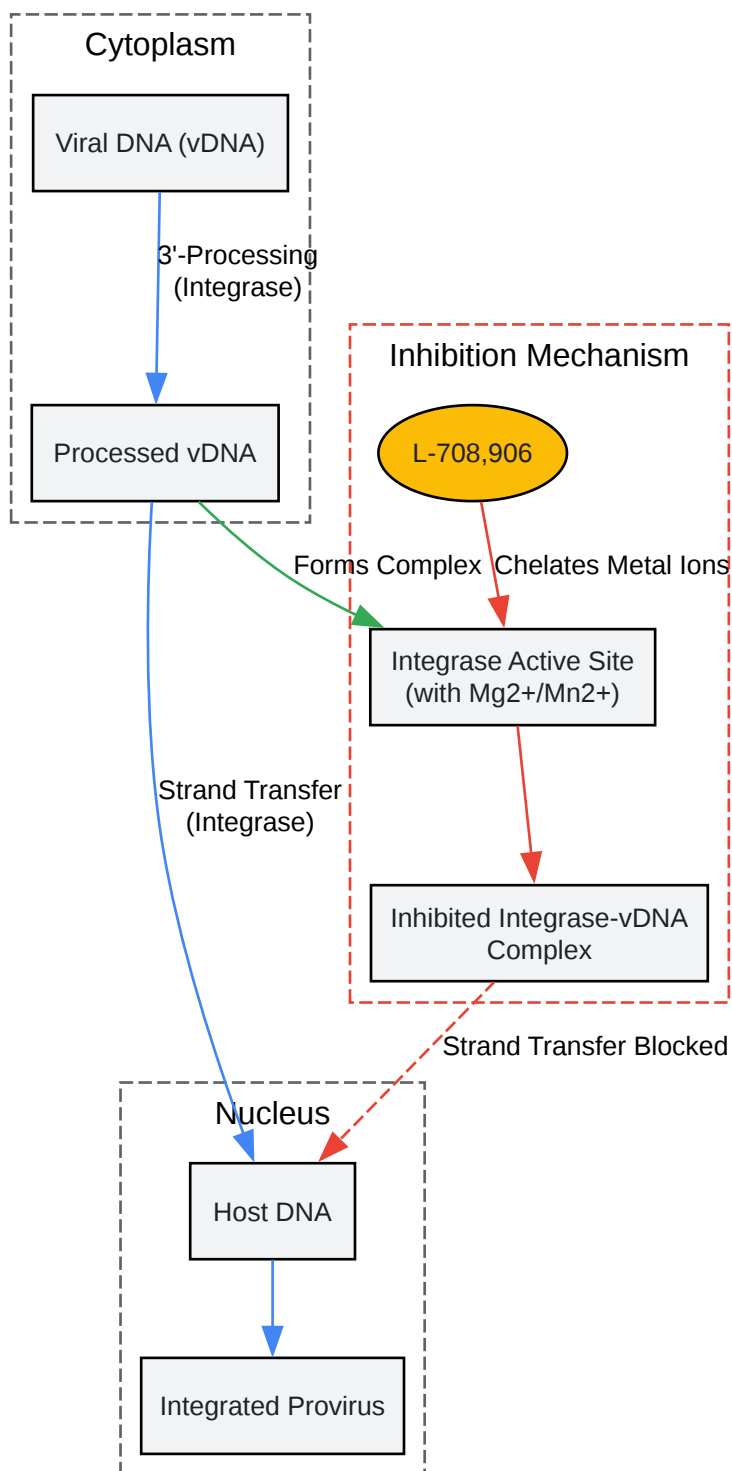 Cytoplasm
Viral DNA (vDNA)
3'-Processing
(Integrase)
Processed vDNA
Inhibition Mechanism
L-708,906
Forms Complex
Chelates Metal Ions
Integrase Active Site
(with Mg2+/Mn2+)
Strand Transfer
(Integrase)
Inhibited Integrase-vDNA
Complex
Strand Transfer Blocked
Nucleus
Host DNA
Integrated Provirus